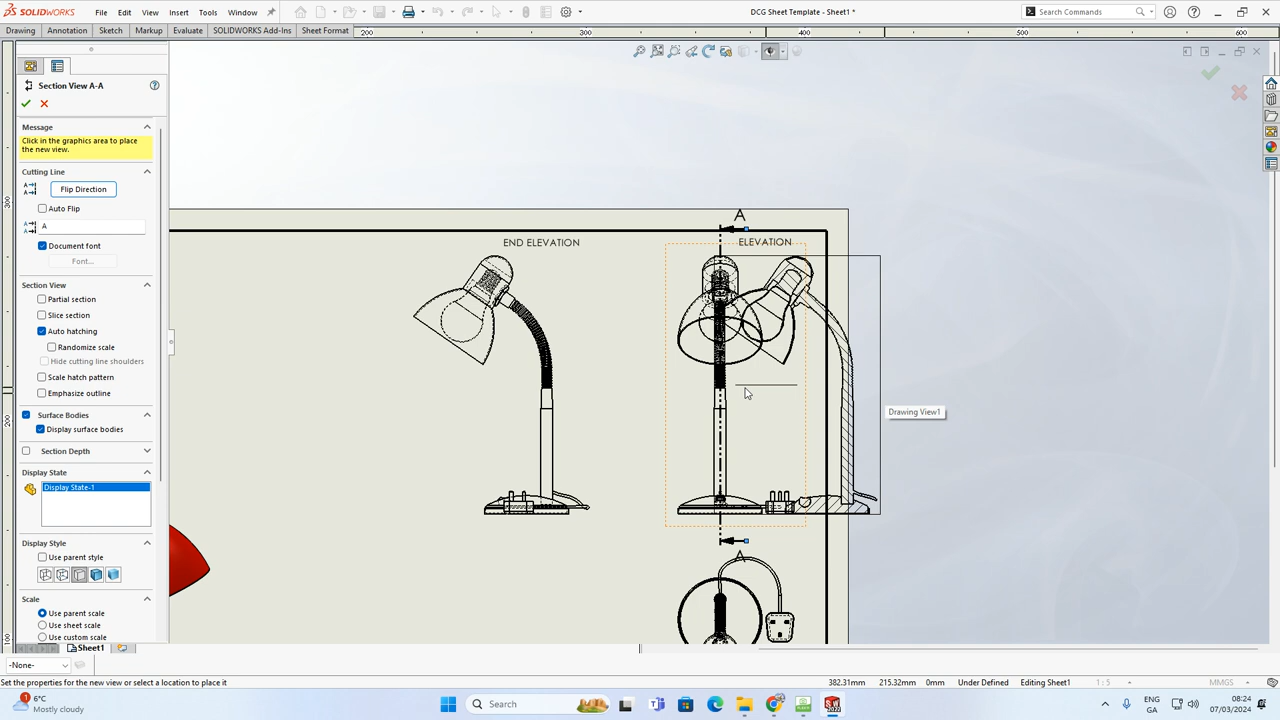 SOLIDWORKS
File Edit View Insert Tools Window
DCG Sheet Template - Sheet1 *
Search Commands
Drawing Annotation Sketch Markup Evaluate SOLIDWORKS Add-Ins Sheet Format
200 300 400 500 600
Section View A-A
Message
Click in the graphics area to place
the new view.
Cutting Line
Flip Direction
Auto Flip
A
Document font
Font...
Section View
Partial section
Slice section
Auto hatching
Randomize scale
Hide cutting line shoulders
Scale hatch pattern
Emphasize outline
Surface Bodies
Display surface bodies
Section Depth
Display State
Display State-1
Display Style
Use parent style
Scale
Use parent scale
Use sheet scale
Use custom scale
300
200
100
A
END ELEVATION
ELEVATION
Drawing View1
A
Sheet1
-None-
Set the properties for the new view or select a location to place it
382.31mm 215.32mm 0mm Under Defined Editing Sheet1 1 : 5 MMGS
1
6°C
Mostly cloudy
Search
ENG
GA
08:24
07/03/2024